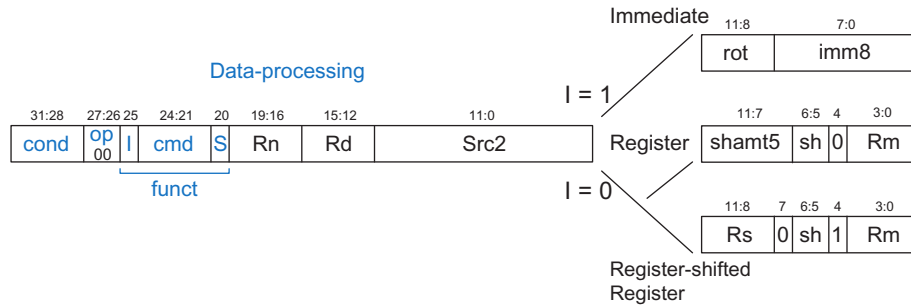 Immediate
11:8 7:0
rot imm8
Data-processing
I = 1
31:28 27:26 25 24:21 20 19:16 15:12 11:0
cond op 00 I cmd S Rn Rd Src2
funct
Register
11:7 6:5 4 3:0
shamt5 sh 0 Rm
I = 0
11:8 7 6:5 4 3:0
Rs 0 sh 1 Rm
Register-shifted
Register